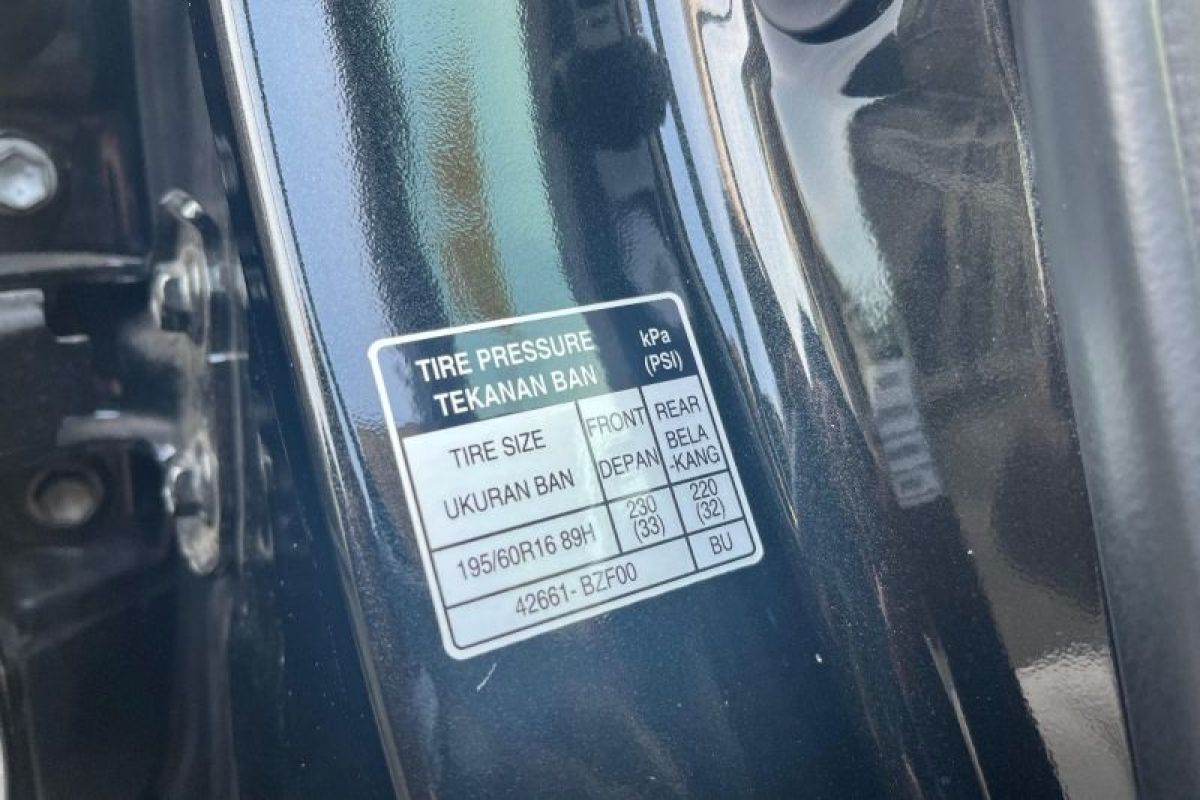 TIRE PRESSURE kPa
TEKANAN BAN (PSI)
TIRE SIZE FRONT REAR
UKURAN BAN DEPAN BELA
-KANG
195/60R16 89H 230 220
(33) (32)
42661- BZF00 BU